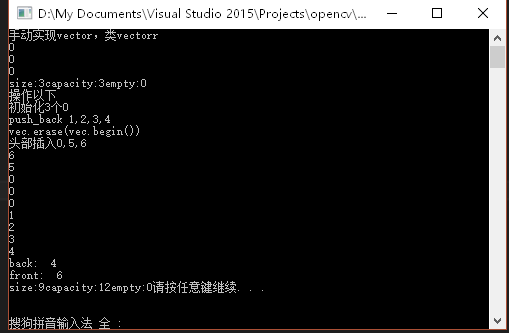 D:\My Documents\Visual Studio 2015\Projects\opencv\...
手动实现vector，类vectorr
0
0
0
size:3capacity:3empty:0
操作以下
初始化3个0
push_back 1,2,3,4
vec.erase(vec.begin())
头部插入0,5,6
6
5
0
0
0
1
2
3
4
back:  4
front:  6
size:9capacity:12empty:0请按任意键继续. . .
搜狗拼音输入法 全 :